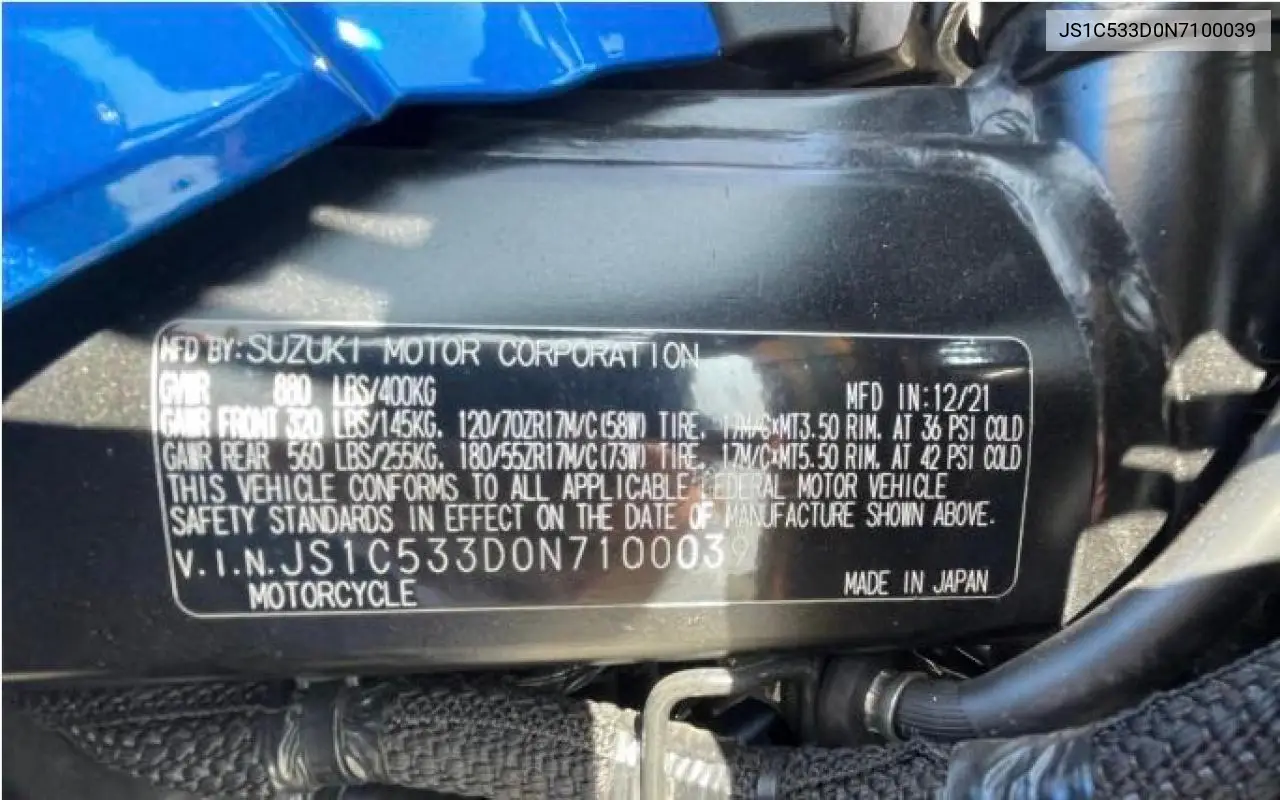 JS1C533D0N7100039
MFD BY:SUZUKI MOTOR CORPORATION
GVWR 880 LBS/400KG MFD IN:12/21
GAWR FRONT 320 LBS/145KG. 120/70ZR17M/C(58W) TIRE. 17M/C×MT3.50 RIM. AT 36 PSI COLD
GAWR REAR 560 LBS/255KG. 180/55ZR17M/C(73W) TIRE. 17M/C×MT5.50 RIM. AT 42 PSI COLD
THIS VEHICLE CONFORMS TO ALL APPLICABLE FEDERAL MOTOR VEHICLE
SAFETY STANDARDS IN EFFECT ON THE DATE OF MANUFACTURE SHOWN ABOVE.
V.I.N.JS1C533D0N7100039
MOTORCYCLE MADE IN JAPAN